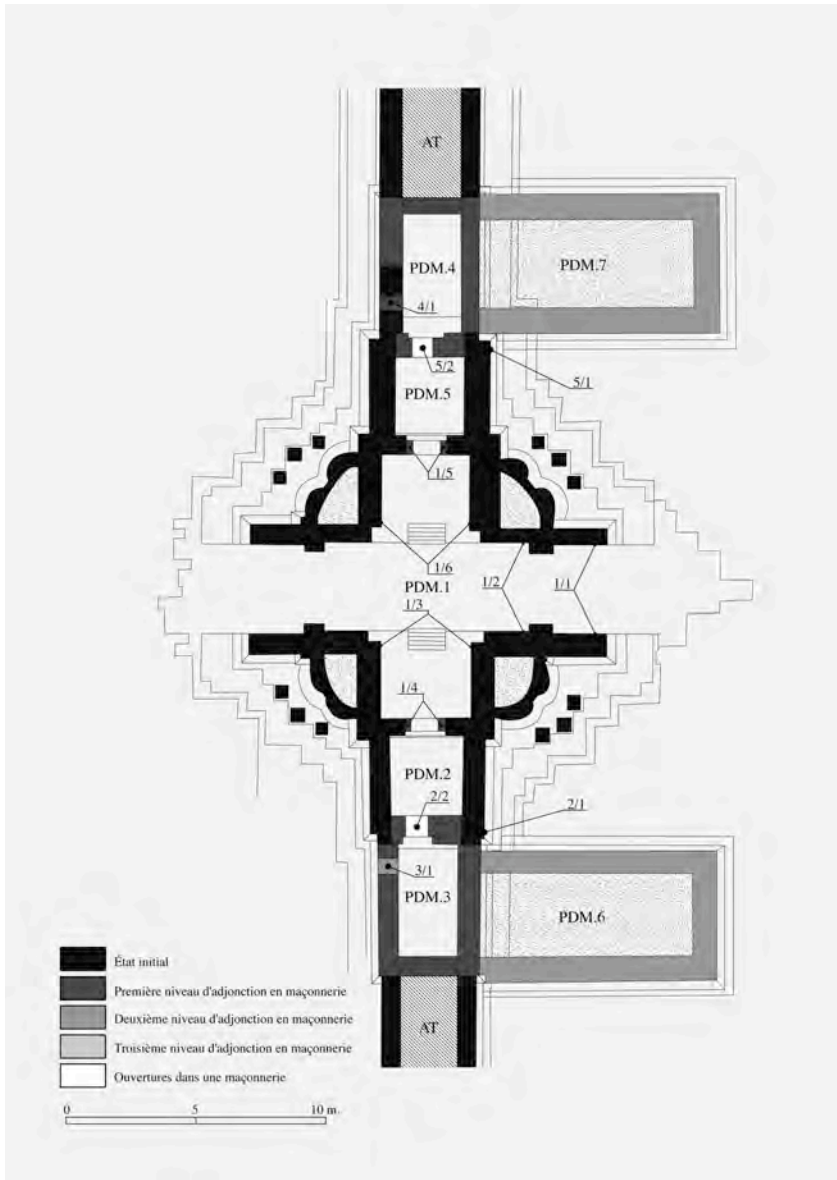 AT
PDM.4
PDM.7
4/1
5/2
5/1
PDM.5
1/5
1/6
PDM.1
1/2
1/1
1/3
1/4
PDM.2
2/2
2/1
3/1
PDM.3
PDM.6
État initial
Première niveau d'adjonction en maçonnerie
Deuxième niveau d'adjonction en maçonnerie
Troisième niveau d'adjonction en maçonnerie
Ouvertures dans une maçonnerie
AT
0 5 10 m.